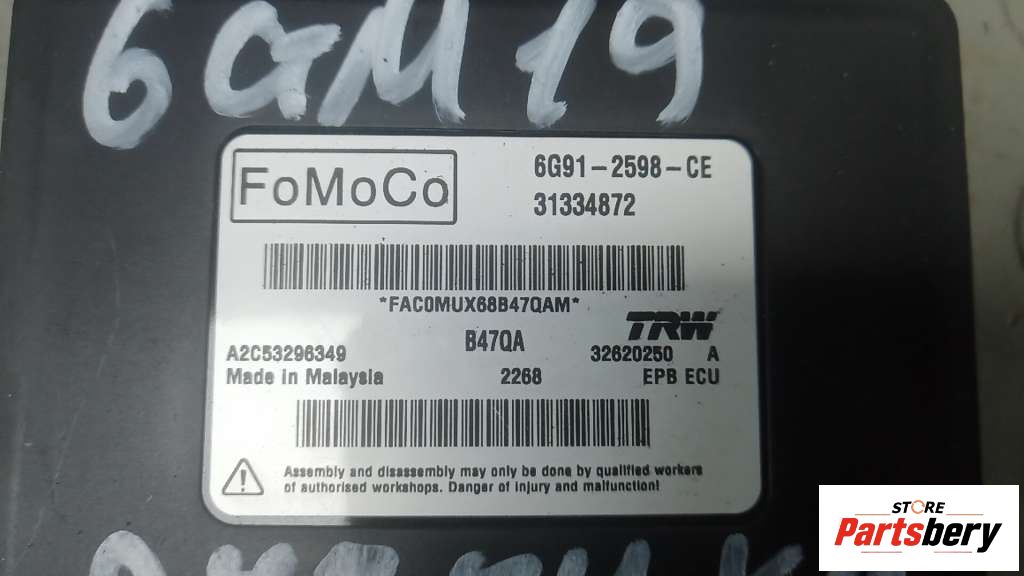 6GM19
FoMoCo
6G91-2598-CE
31334872
*FAC0MUX68B47QAM*
TRW
B47QA
A2C53296349
32620250 A
Made in Malaysia
2268
EPB ECU
Assembly and disassembly may only be done by qualified workers
of authorised workshops. Danger of injury and malfunction!
STORE
Partsbery